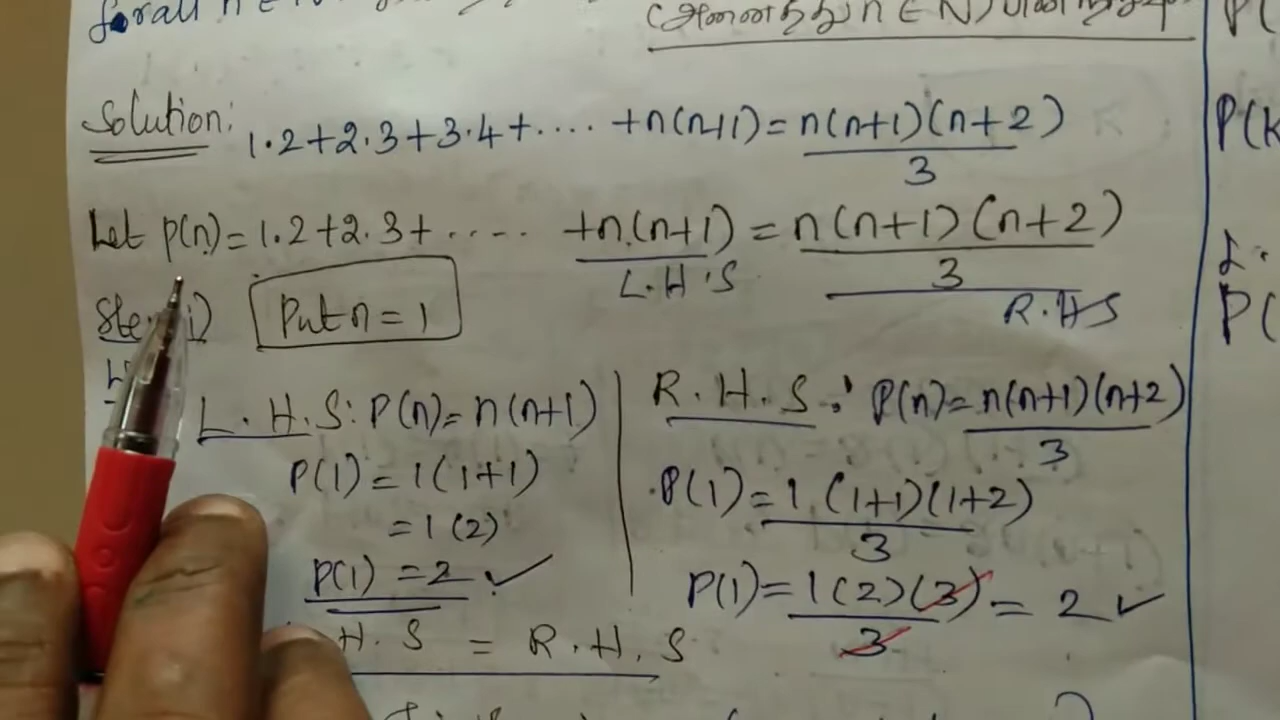 for all n ∈
n ∈ N)
Solution: 1.2+2.3+3.4+.... +n(n+1)=n(n+1)(n+2)/3
Let p(n)=1.2+2.3+..... +n.(n+1)=n(n+1)(n+2)/3
L.H.S R.H.S
Put n=1
L.H.S: P(n)=n(n+1)
P(1)=1(1+1)
=1(2)
P(1)=2 ✓
R.H.S: P(n)=n(n+1)(n+2)/3
P(1)=1.(1+1)(1+2)/3
P(1)=1(2)(3)/3=2 ✓
H.S = R.H.S
P(
P(k
P(